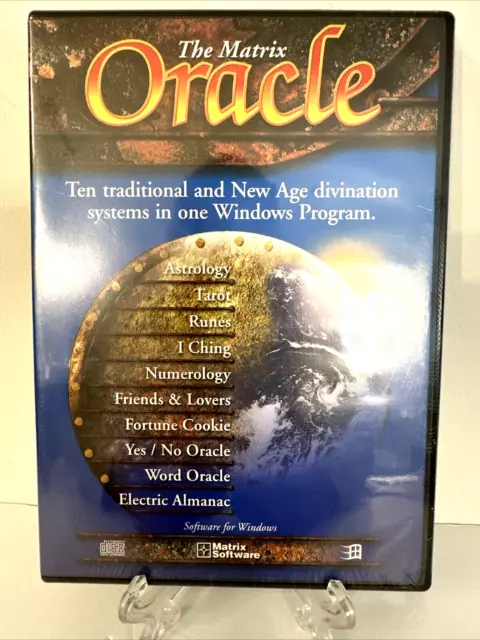 The Matrix
Oracle
Ten traditional and New Age divination
systems in one Windows Program.
Astrology
Tarot
Runes
I Ching
Numerology
Friends & Lovers
Fortune Cookie
Yes / No Oracle
Word Oracle
Electric Almanac
Software for Windows
disc
Matrix
Software